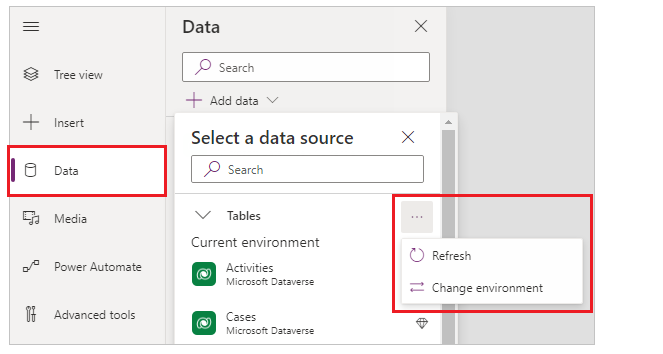 Data
Search
Tree view
Add data
Insert
Select a data source
Search
Data
Tables
...
Media
Current environment
Refresh
Activities
Microsoft Dataverse
Power Automate
Change environment
Cases
Microsoft Dataverse
Advanced tools